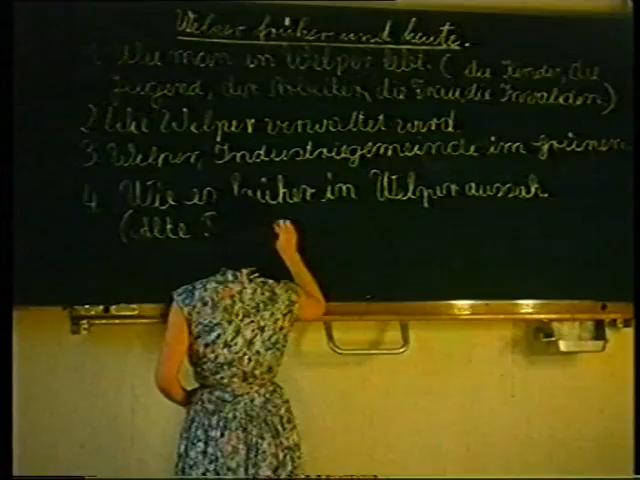 Welper früher und heute.
1 Wie man in Welper lebt. (die Kinder, die
Jugend, der Arbeiter, die Frau, die Invaliden)
2. Wie Welper verwaltet wird.
3. Welper, Industriegemeinde im Grünen
4. Wie es früher in Welper aussah.
(Alte